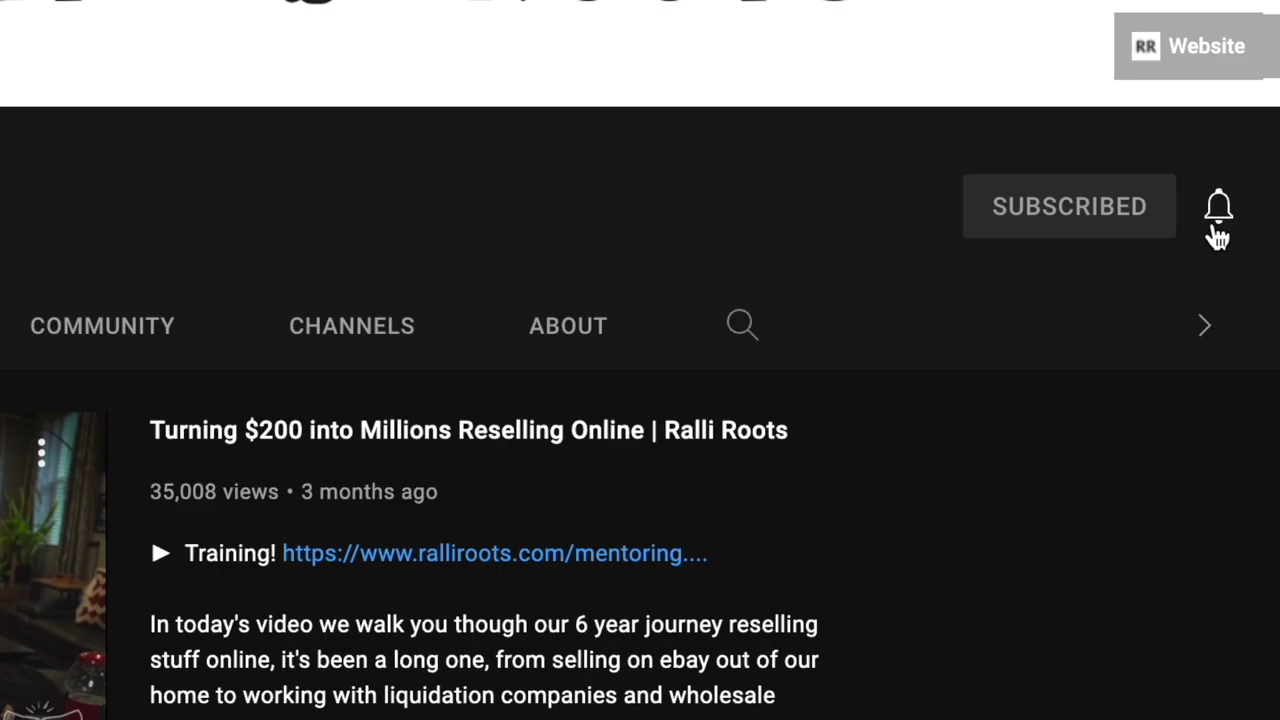 RR Website
SUBSCRIBED
COMMUNITY CHANNELS ABOUT
Turning $200 into Millions Reselling Online | Ralli Roots
35,008 views • 3 months ago
► Training! https://www.ralliroots.com/mentoring....
In today's video we walk you though our 6 year journey reselling
stuff online, it's been a long one, from selling on ebay out of our
home to working with liquidation companies and wholesale